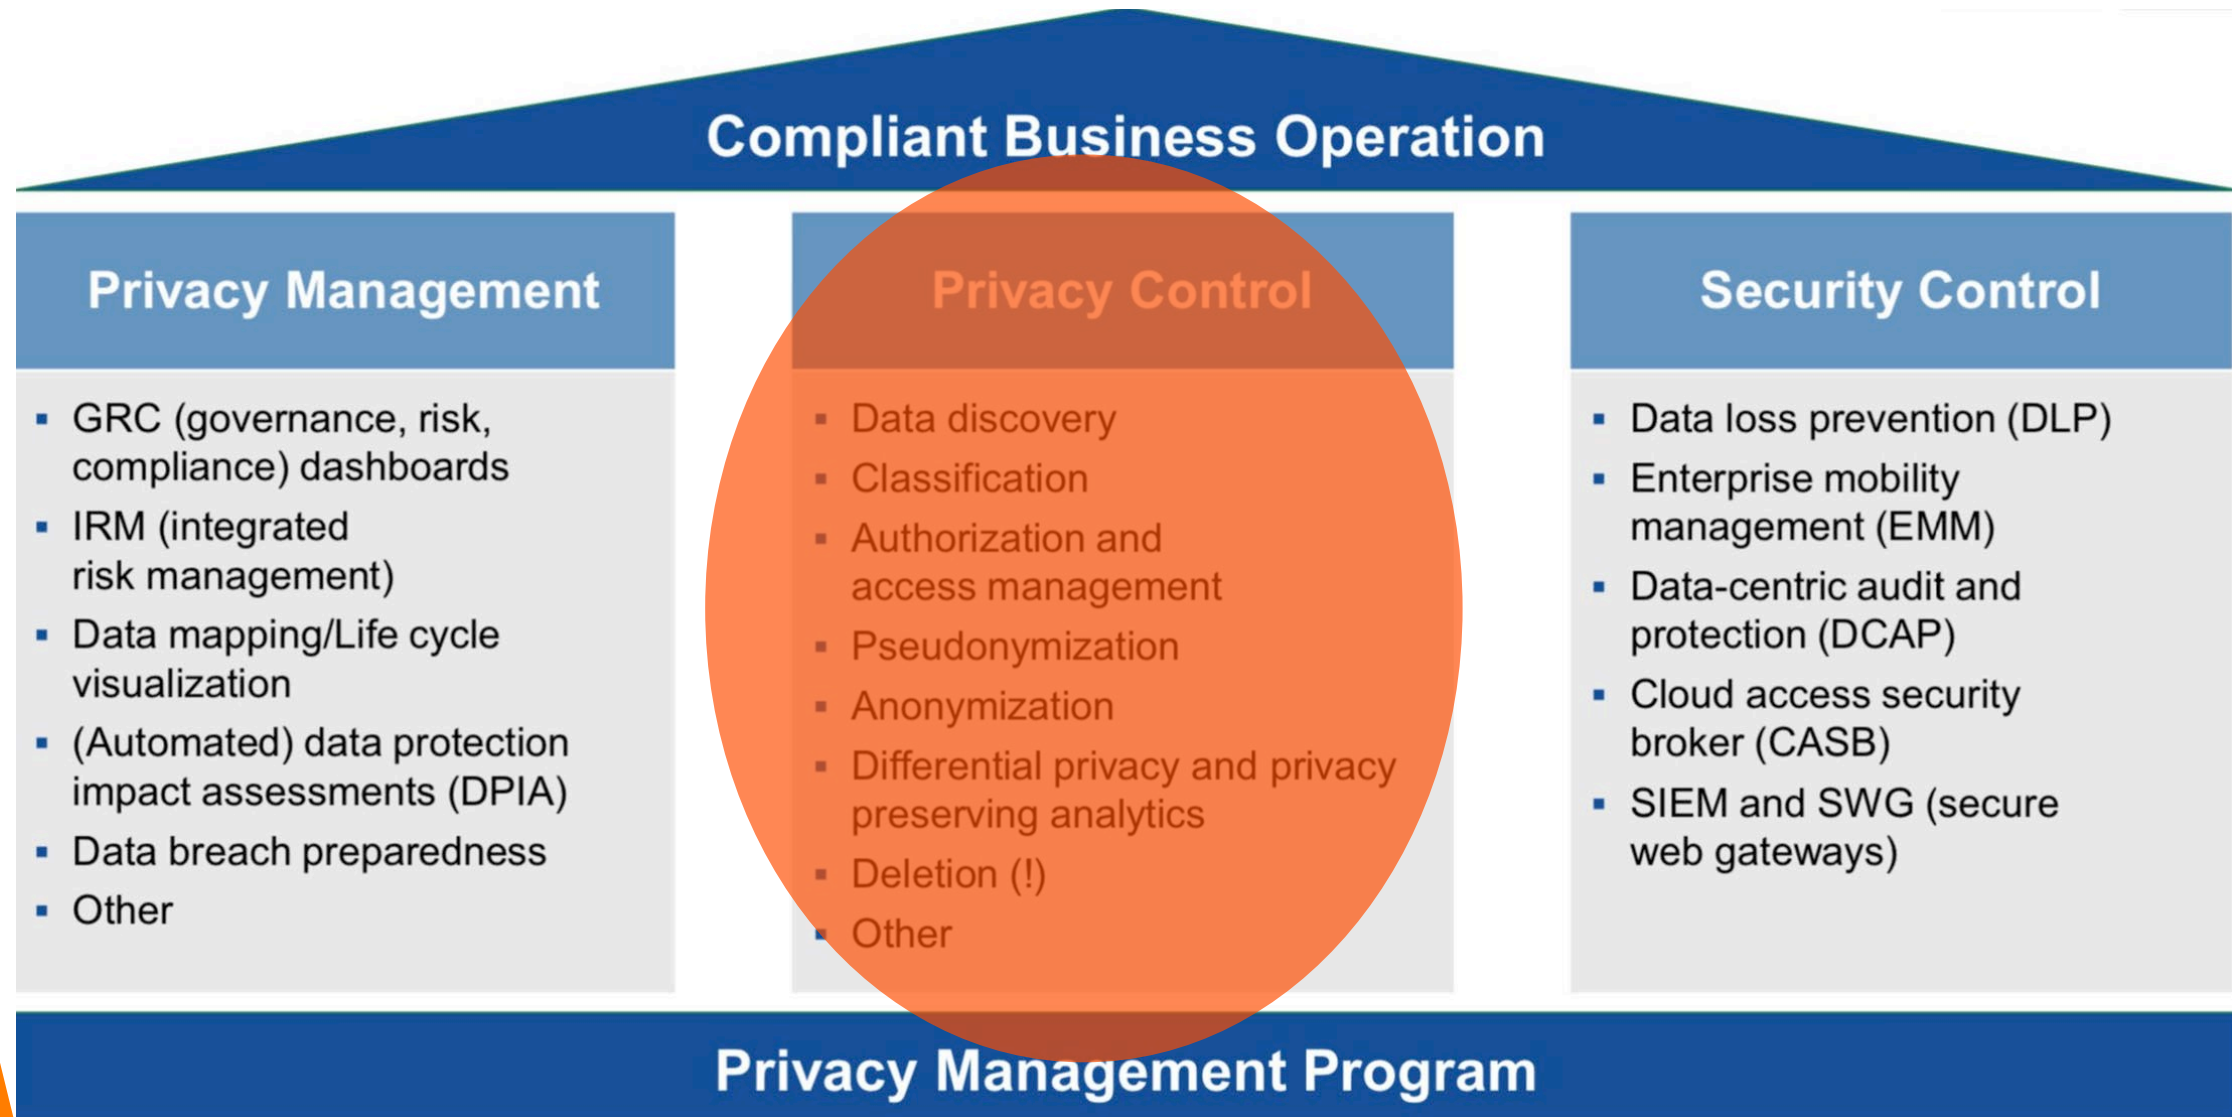 Compliant Business Operation
Privacy Management
▪ GRC (governance, risk,
compliance) dashboards
▪ IRM (integrated
risk management)
▪ Data mapping/Life cycle
visualization
▪ (Automated) data protection
impact assessments (DPIA)
▪ Data breach preparedness
▪ Other
Privacy Control
▪ Data discovery
▪ Classification
▪ Authorization and
access management
▪ Pseudonymization
▪ Anonymization
▪ Differential privacy and privacy
preserving analytics
▪ Deletion (!)
▪ Other
Security Control
▪ Data loss prevention (DLP)
▪ Enterprise mobility
management (EMM)
▪ Data-centric audit and
protection (DCAP)
▪ Cloud access security
broker (CASB)
▪ SIEM and SWG (secure
web gateways)
Privacy Management Program